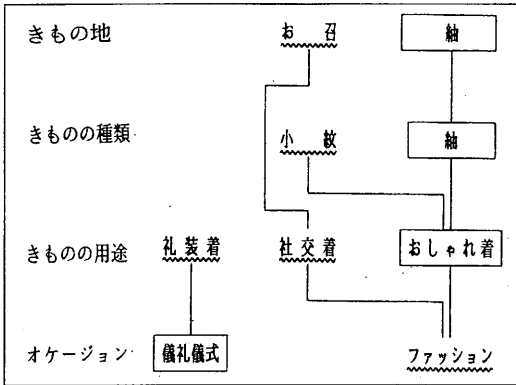 きもの地 お召 紬
きものの種類 小紋 紬
きものの用途 礼装着 社交着 おしゃれ着
オケージョン 儀礼儀式 ファッション